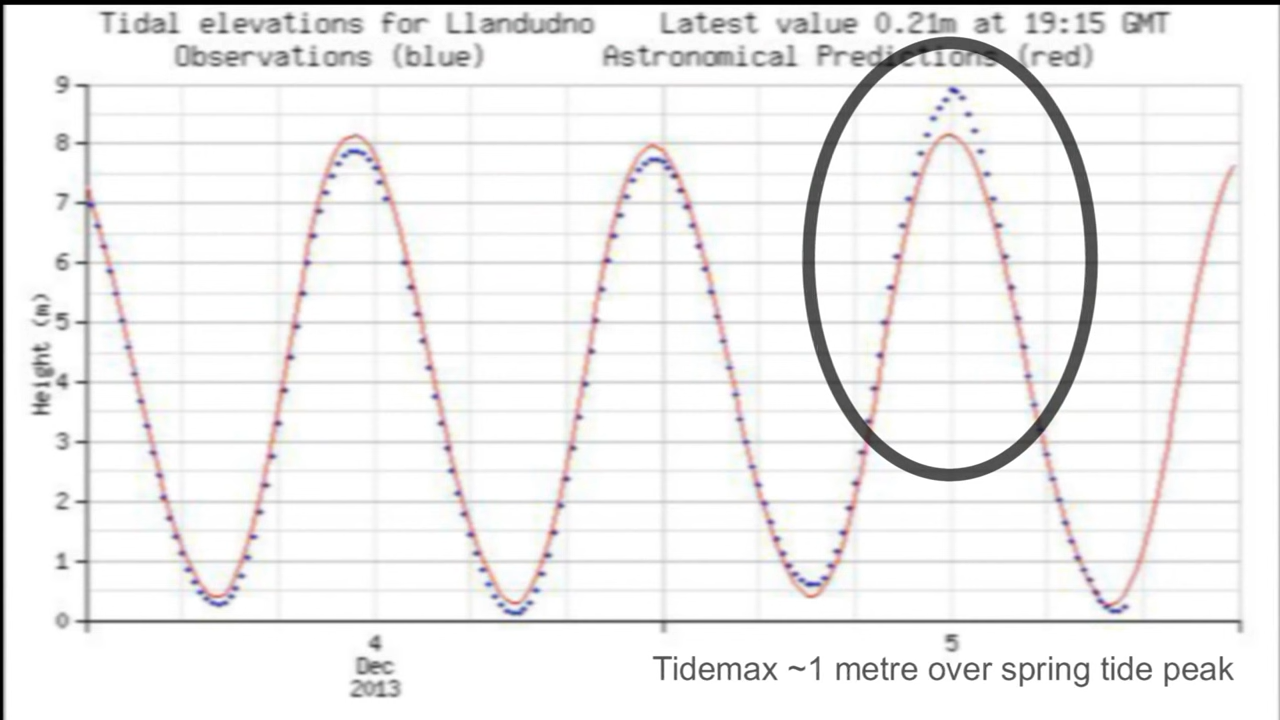 Tidal elevations for Llandudno Latest value 0.21m at 19:15 GMT
Observations (blue) Astronomical Predictions (red)
9
8
7
6
5
4
3
2
1
0
Height (m)
4
Dec
2013
5
Tidemax ~1 metre over spring tide peak